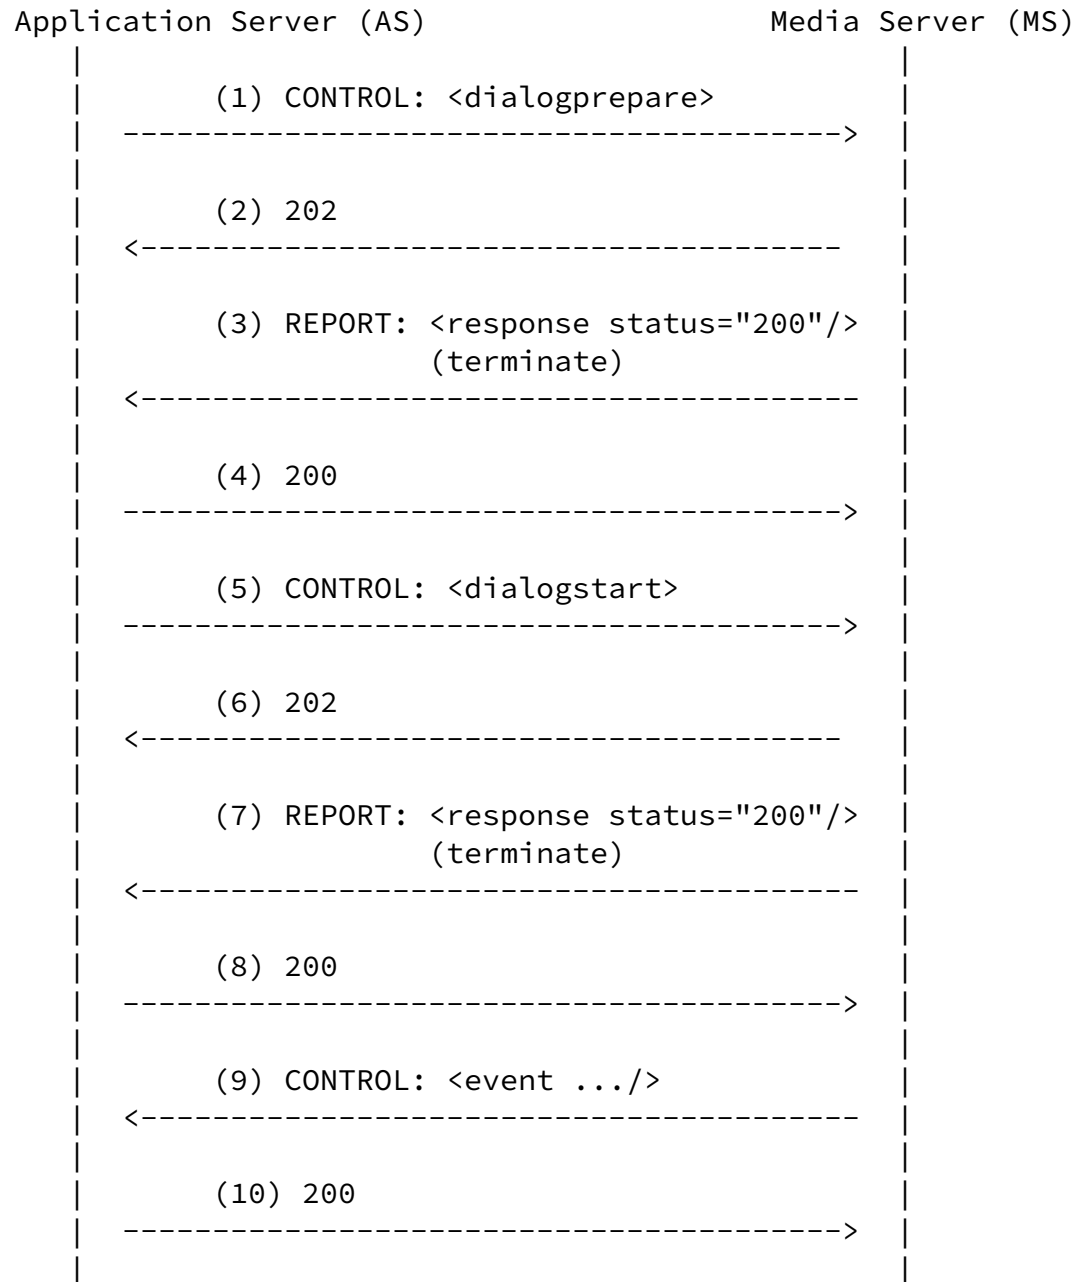 Application Server (AS) Media Server (MS)
(1) CONTROL: <dialogprepare>
(2) 202
(3) REPORT: <response status="200"/>
(terminate)
(4) 200
(5) CONTROL: <dialogstart>
(6) 202
(7) REPORT: <response status="200"/>
(terminate)
(8) 200
(9) CONTROL: <event .../>
(10) 200